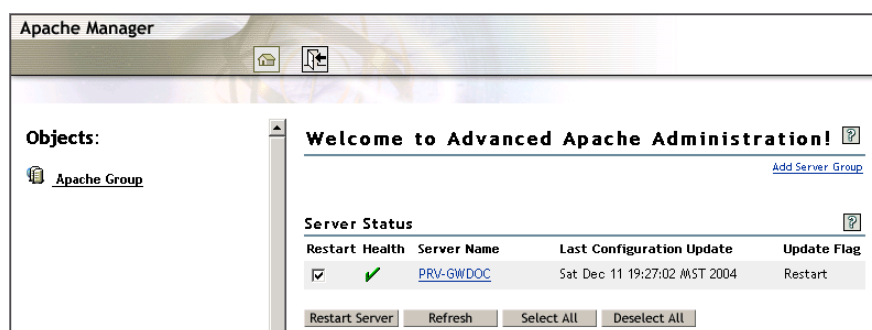 Apache Manager
Objects:
Apache Group
Welcome to Advanced Apache Administration! ?
Add Server Group
Server Status ?
Restart Health Server Name Last Configuration Update Update Flag
PRV-GWDOC Sat Dec 11 19:27:02 MST 2004 Restart
Restart Server Refresh Select All Deselect All